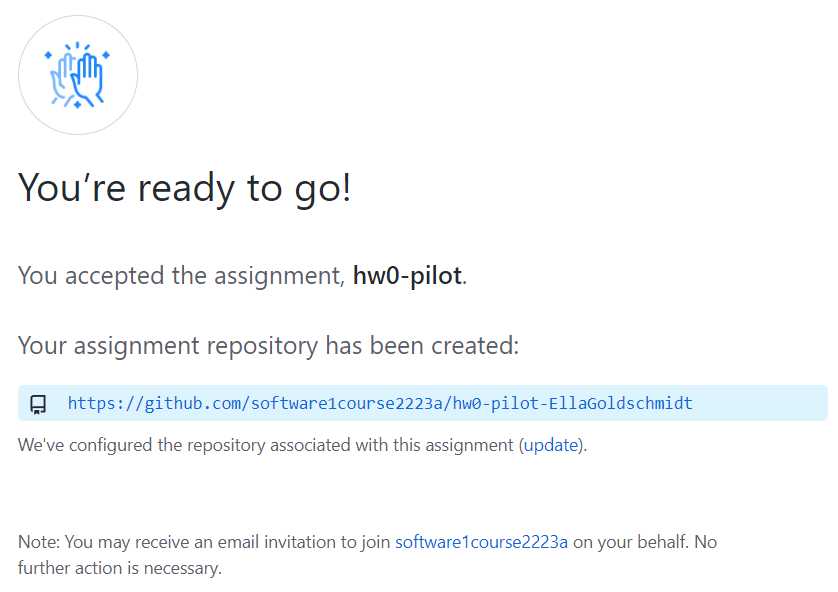 You’re ready to go!
You accepted the assignment, hw0-pilot.
Your assignment repository has been created:
https://github.com/software1course2223a/hw0-pilot-EllaGoldschmidt
We've configured the repository associated with this assignment (update).
Note: You may receive an email invitation to join software1course2223a on your behalf. No
further action is necessary.